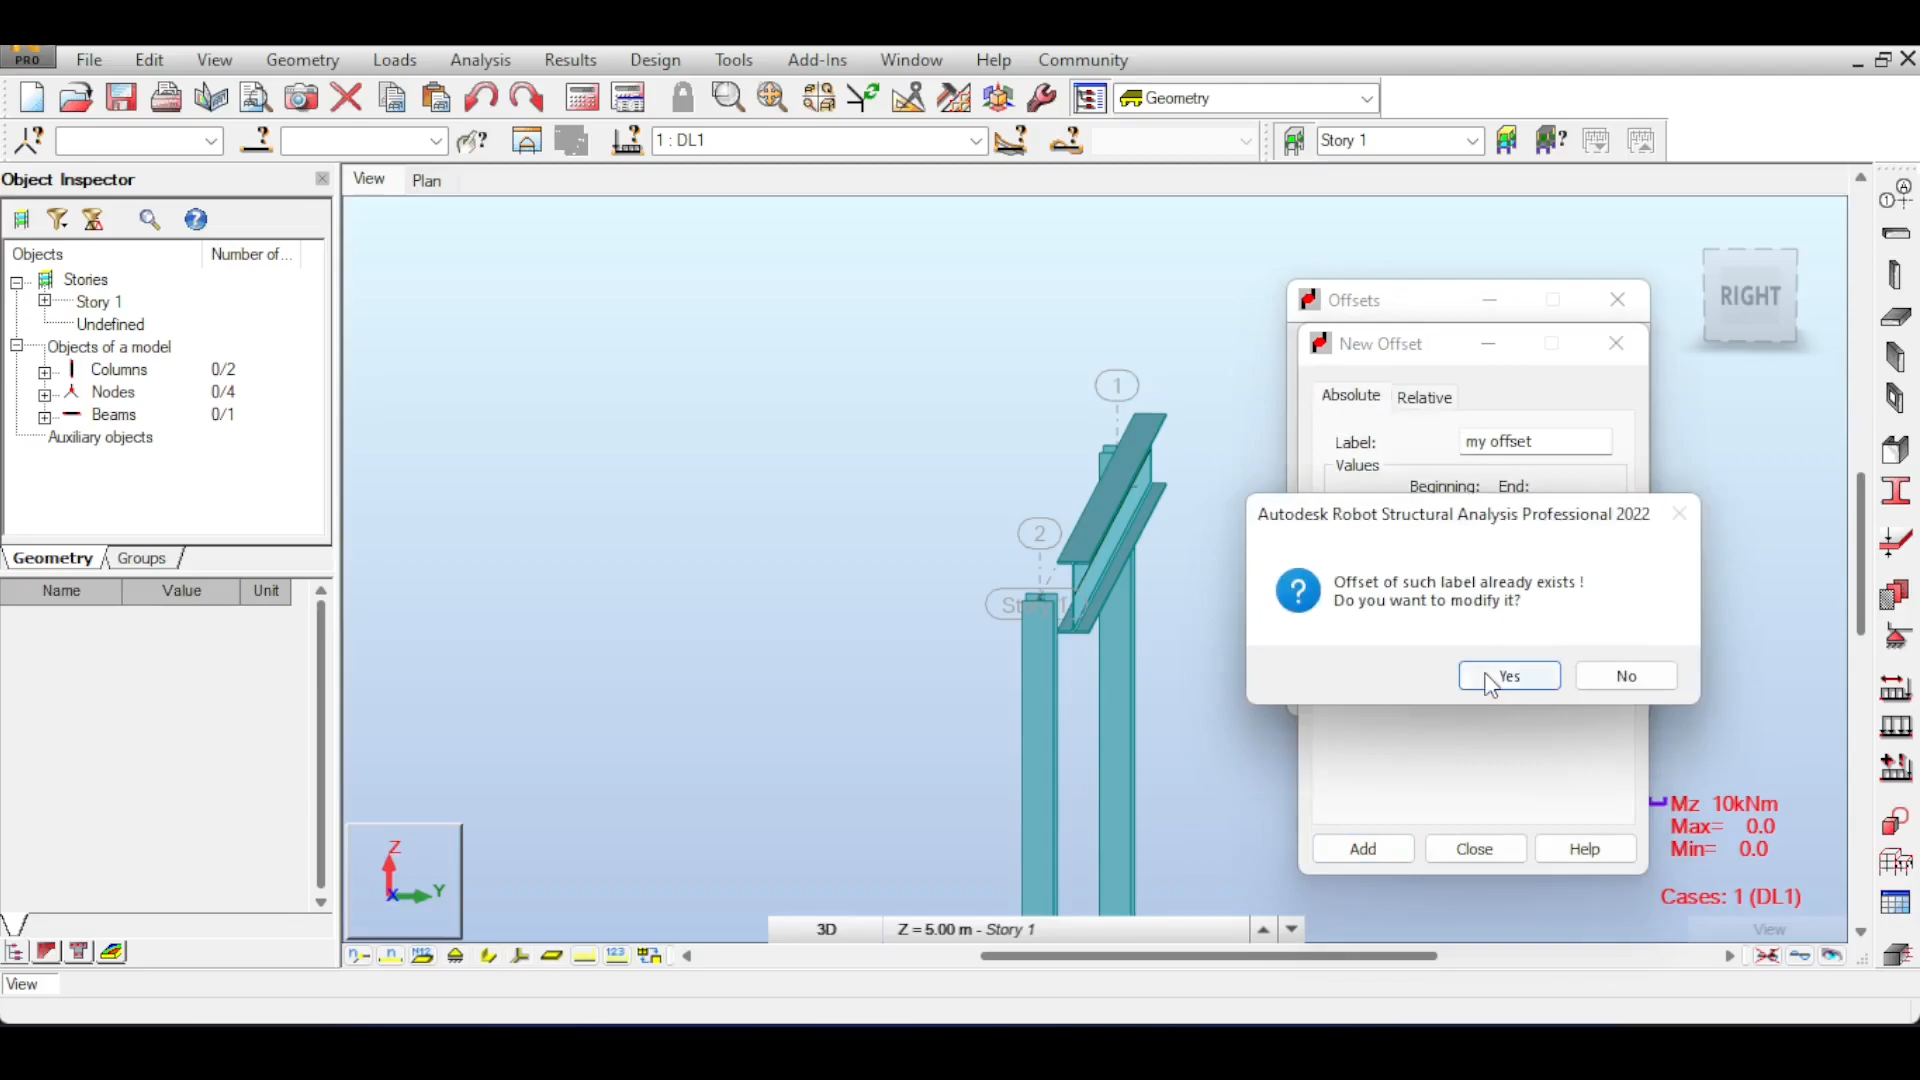 PRO File Edit View Geometry Loads Analysis Results Design Tools Add-Ins Window Help Community
Geometry
1 : DL1 Story 1
Object Inspector
View Plan
Objects Number of...
Stories
Story 1
Undefined
Objects of a model
Columns 0/2
Nodes 0/4
Beams 0/1
Auxiliary objects
Geometry Groups
Name Value Unit
1
2
RIGHT
Offsets
New Offset
Absolute Relative
Label: my offset
Values
Beginning: End:
Autodesk Robot Structural Analysis Professional 2022
Offset of such label already exists !
Do you want to modify it?
Yes No
Add Close Help
Mz 10kNm
Max= 0.0
Min= 0.0
Cases: 1 (DL1)
Z
X Y
3D Z = 5.00 m - Story 1
View
View